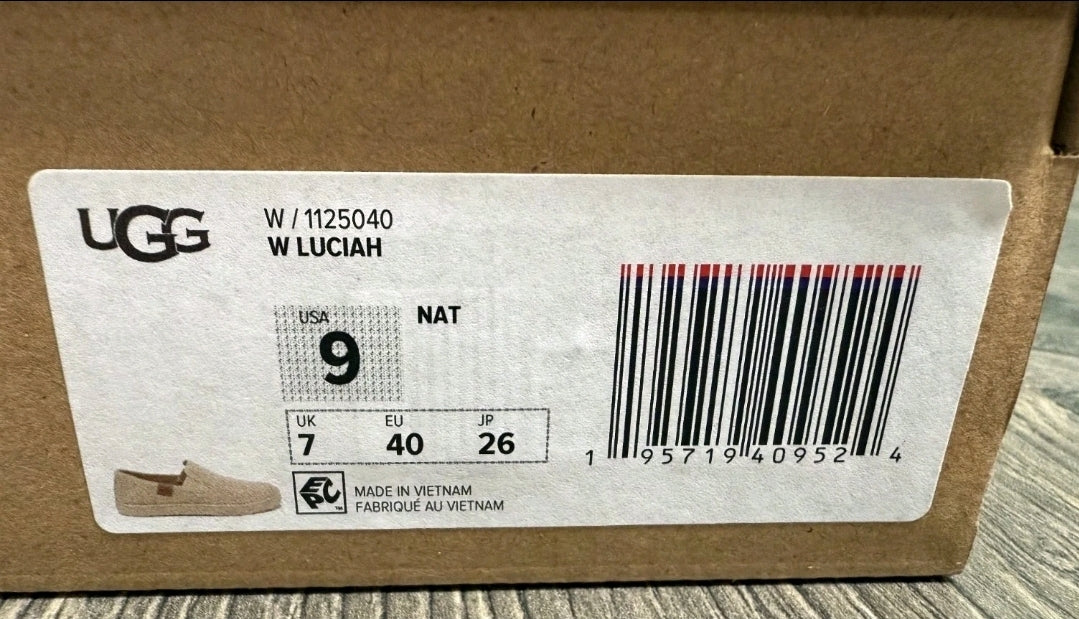 UGG
W / 1125040
W LUCIAH
USA
9
NAT
UK EU JP
7 40 26
EPC™
MADE IN VIETNAM
FABRIQUÉ AU VIETNAM
1 95719 40952 4